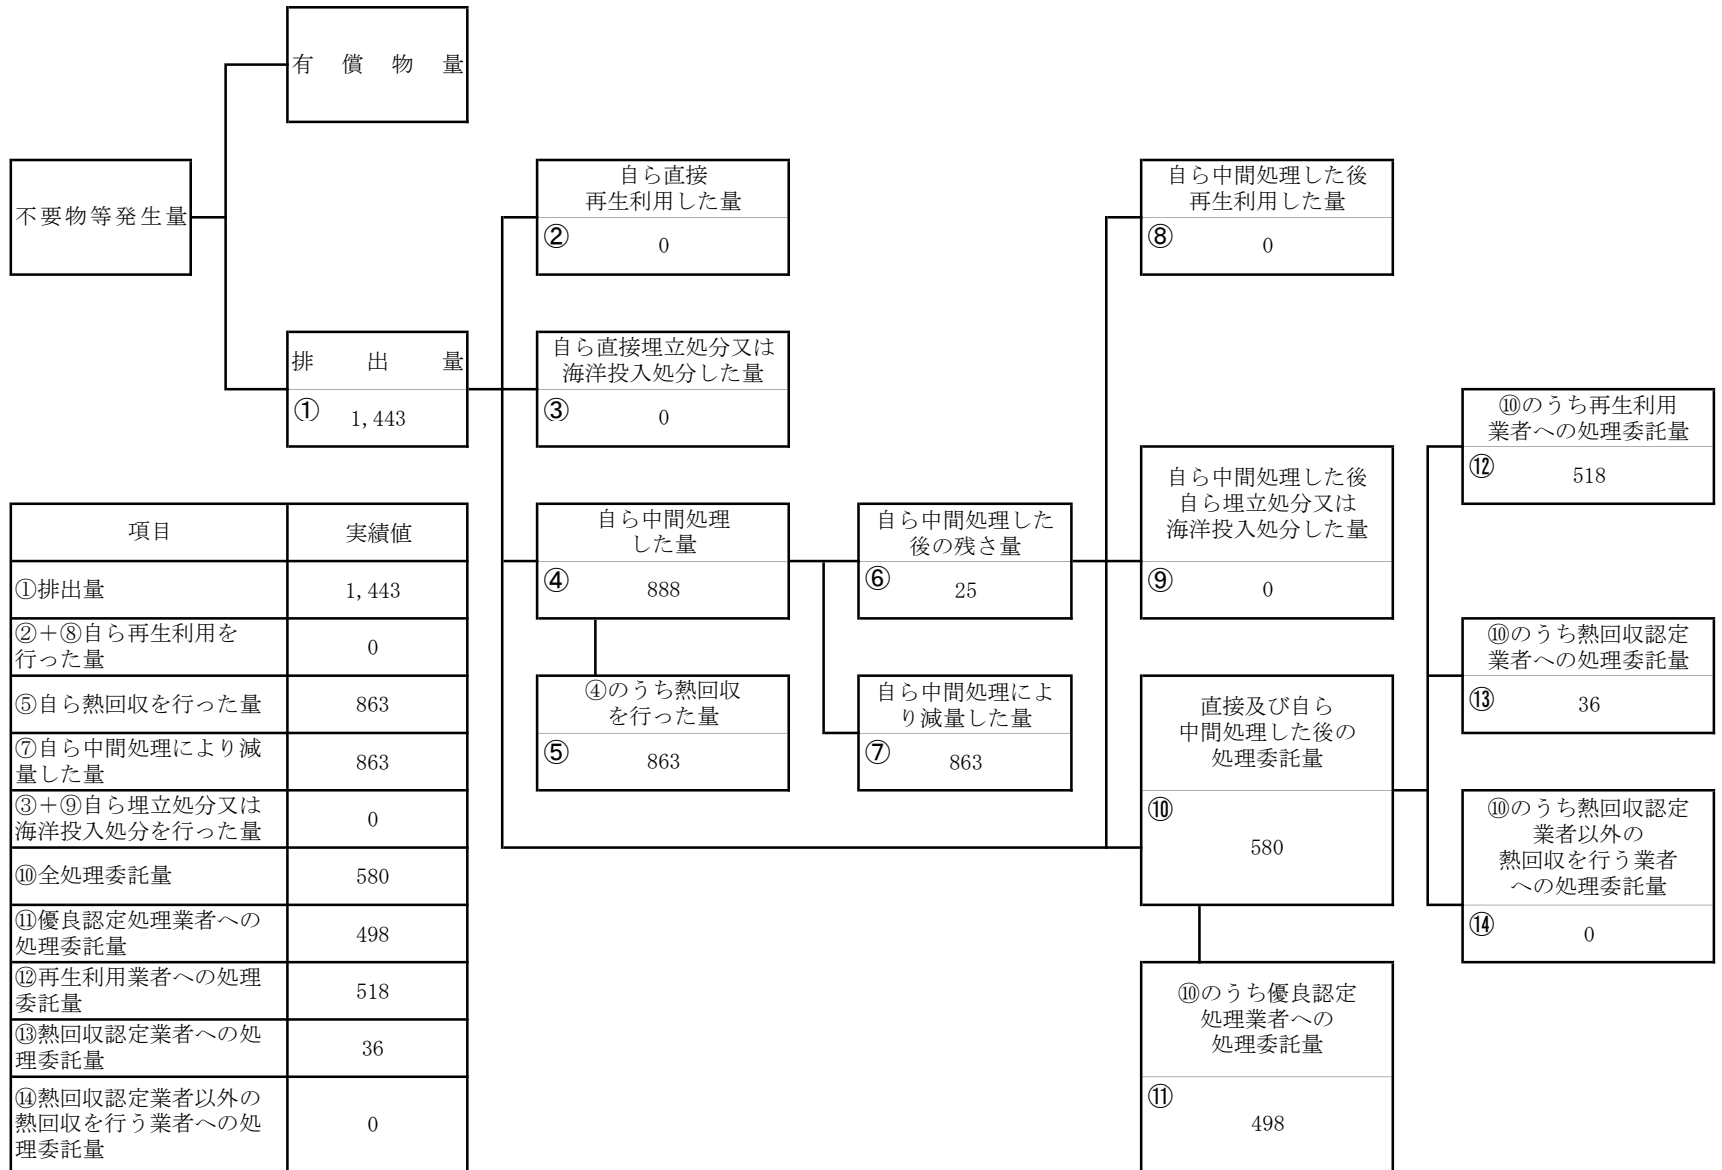 有償物量
不要物等発生量
排出量
① 1,443
自ら直接
再生利用した量
② 0
自ら直接埋立処分又は
海洋投入処分した量
③ 0
自ら中間処理
した量
④ 888
④のうち熱回収
を行った量
⑤ 863
自ら中間処理した
後の残さ量
⑥ 25
自ら中間処理によ
り減量した量
⑦ 863
自ら中間処理した後
再生利用した量
⑧ 0
自ら中間処理した後
自ら埋立処分又は
海洋投入処分した量
⑨ 0
直接及び自ら
中間処理した後の
処理委託量
⑩
580
⑩のうち優良認定
処理業者への
処理委託量
⑪
498
⑩のうち再生利用
業者への処理委託量
⑫ 518
⑩のうち熱回収認定
業者への処理委託量
⑬ 36
⑩のうち熱回収認定
業者以外の
熱回収を行う業者
への処理委託量
⑭ 0
項目 実績値
①排出量 1,443
②＋⑧自ら再生利用を
行った量 0
⑤自ら熱回収を行った量 863
⑦自ら中間処理により減
量した量 863
③＋⑨自ら埋立処分又は
海洋投入処分を行った量 0
⑩全処理委託量 580
⑪優良認定処理業者への
処理委託量 498
⑫再生利用業者への処理
委託量 518
⑬熱回収認定業者への処
理委託量 36
⑭熱回収認定業者以外の
熱回収を行う業者への処
理委託量 0